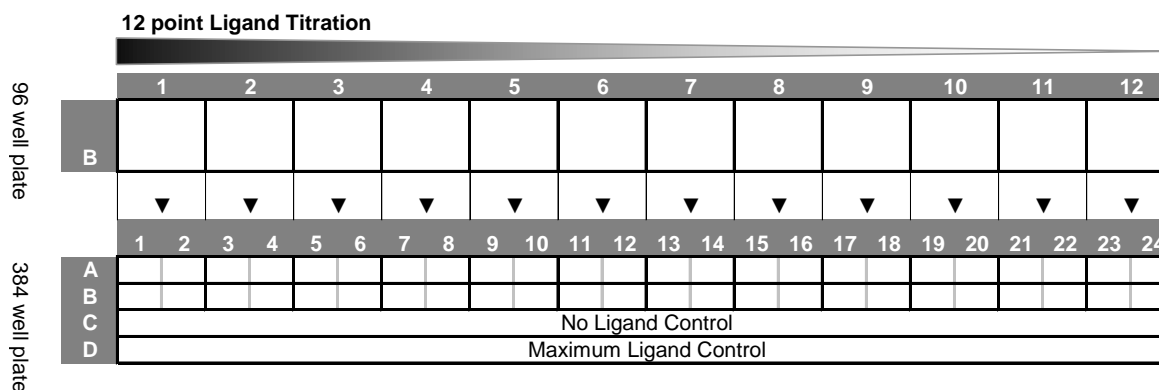 12 point Ligand Titration
1 2 3 4 5 6 7 8 9 10 11 12
96 well plate
B
1 2 3 4 5 6 7 8 9 10 11 12 13 14 15 16 17 18 19 20 21 22 23 24
384 well plate
A
B
C No Ligand Control
D Maximum Ligand Control